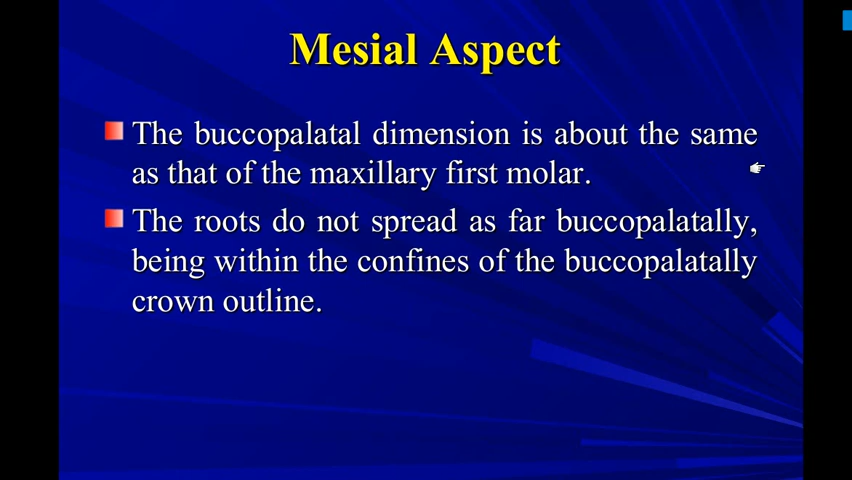 Mesial Aspect
The buccopalatal dimension is about the same
as that of the maxillary first molar.
The roots do not spread as far buccopalatally,
being within the confines of the buccopalatally
crown outline.